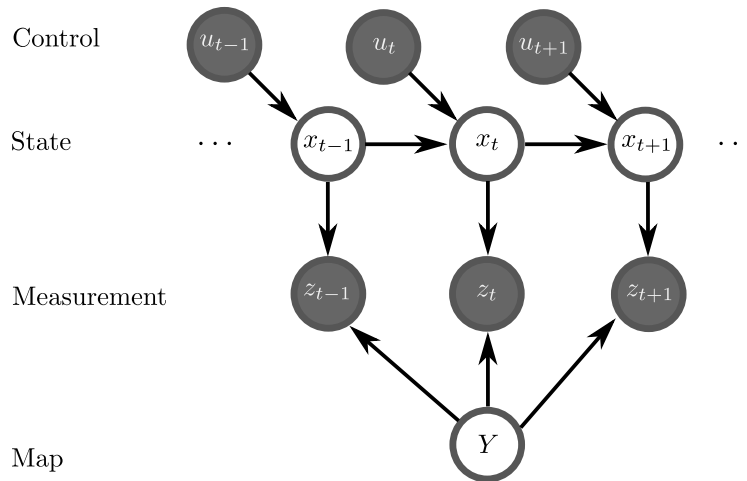 Control u_{t−1} u_t u_{t+1}
State ... x_{t−1} x_t x_{t+1} ..
Measurement z_{t−1} z_t z_{t+1}
Map Y